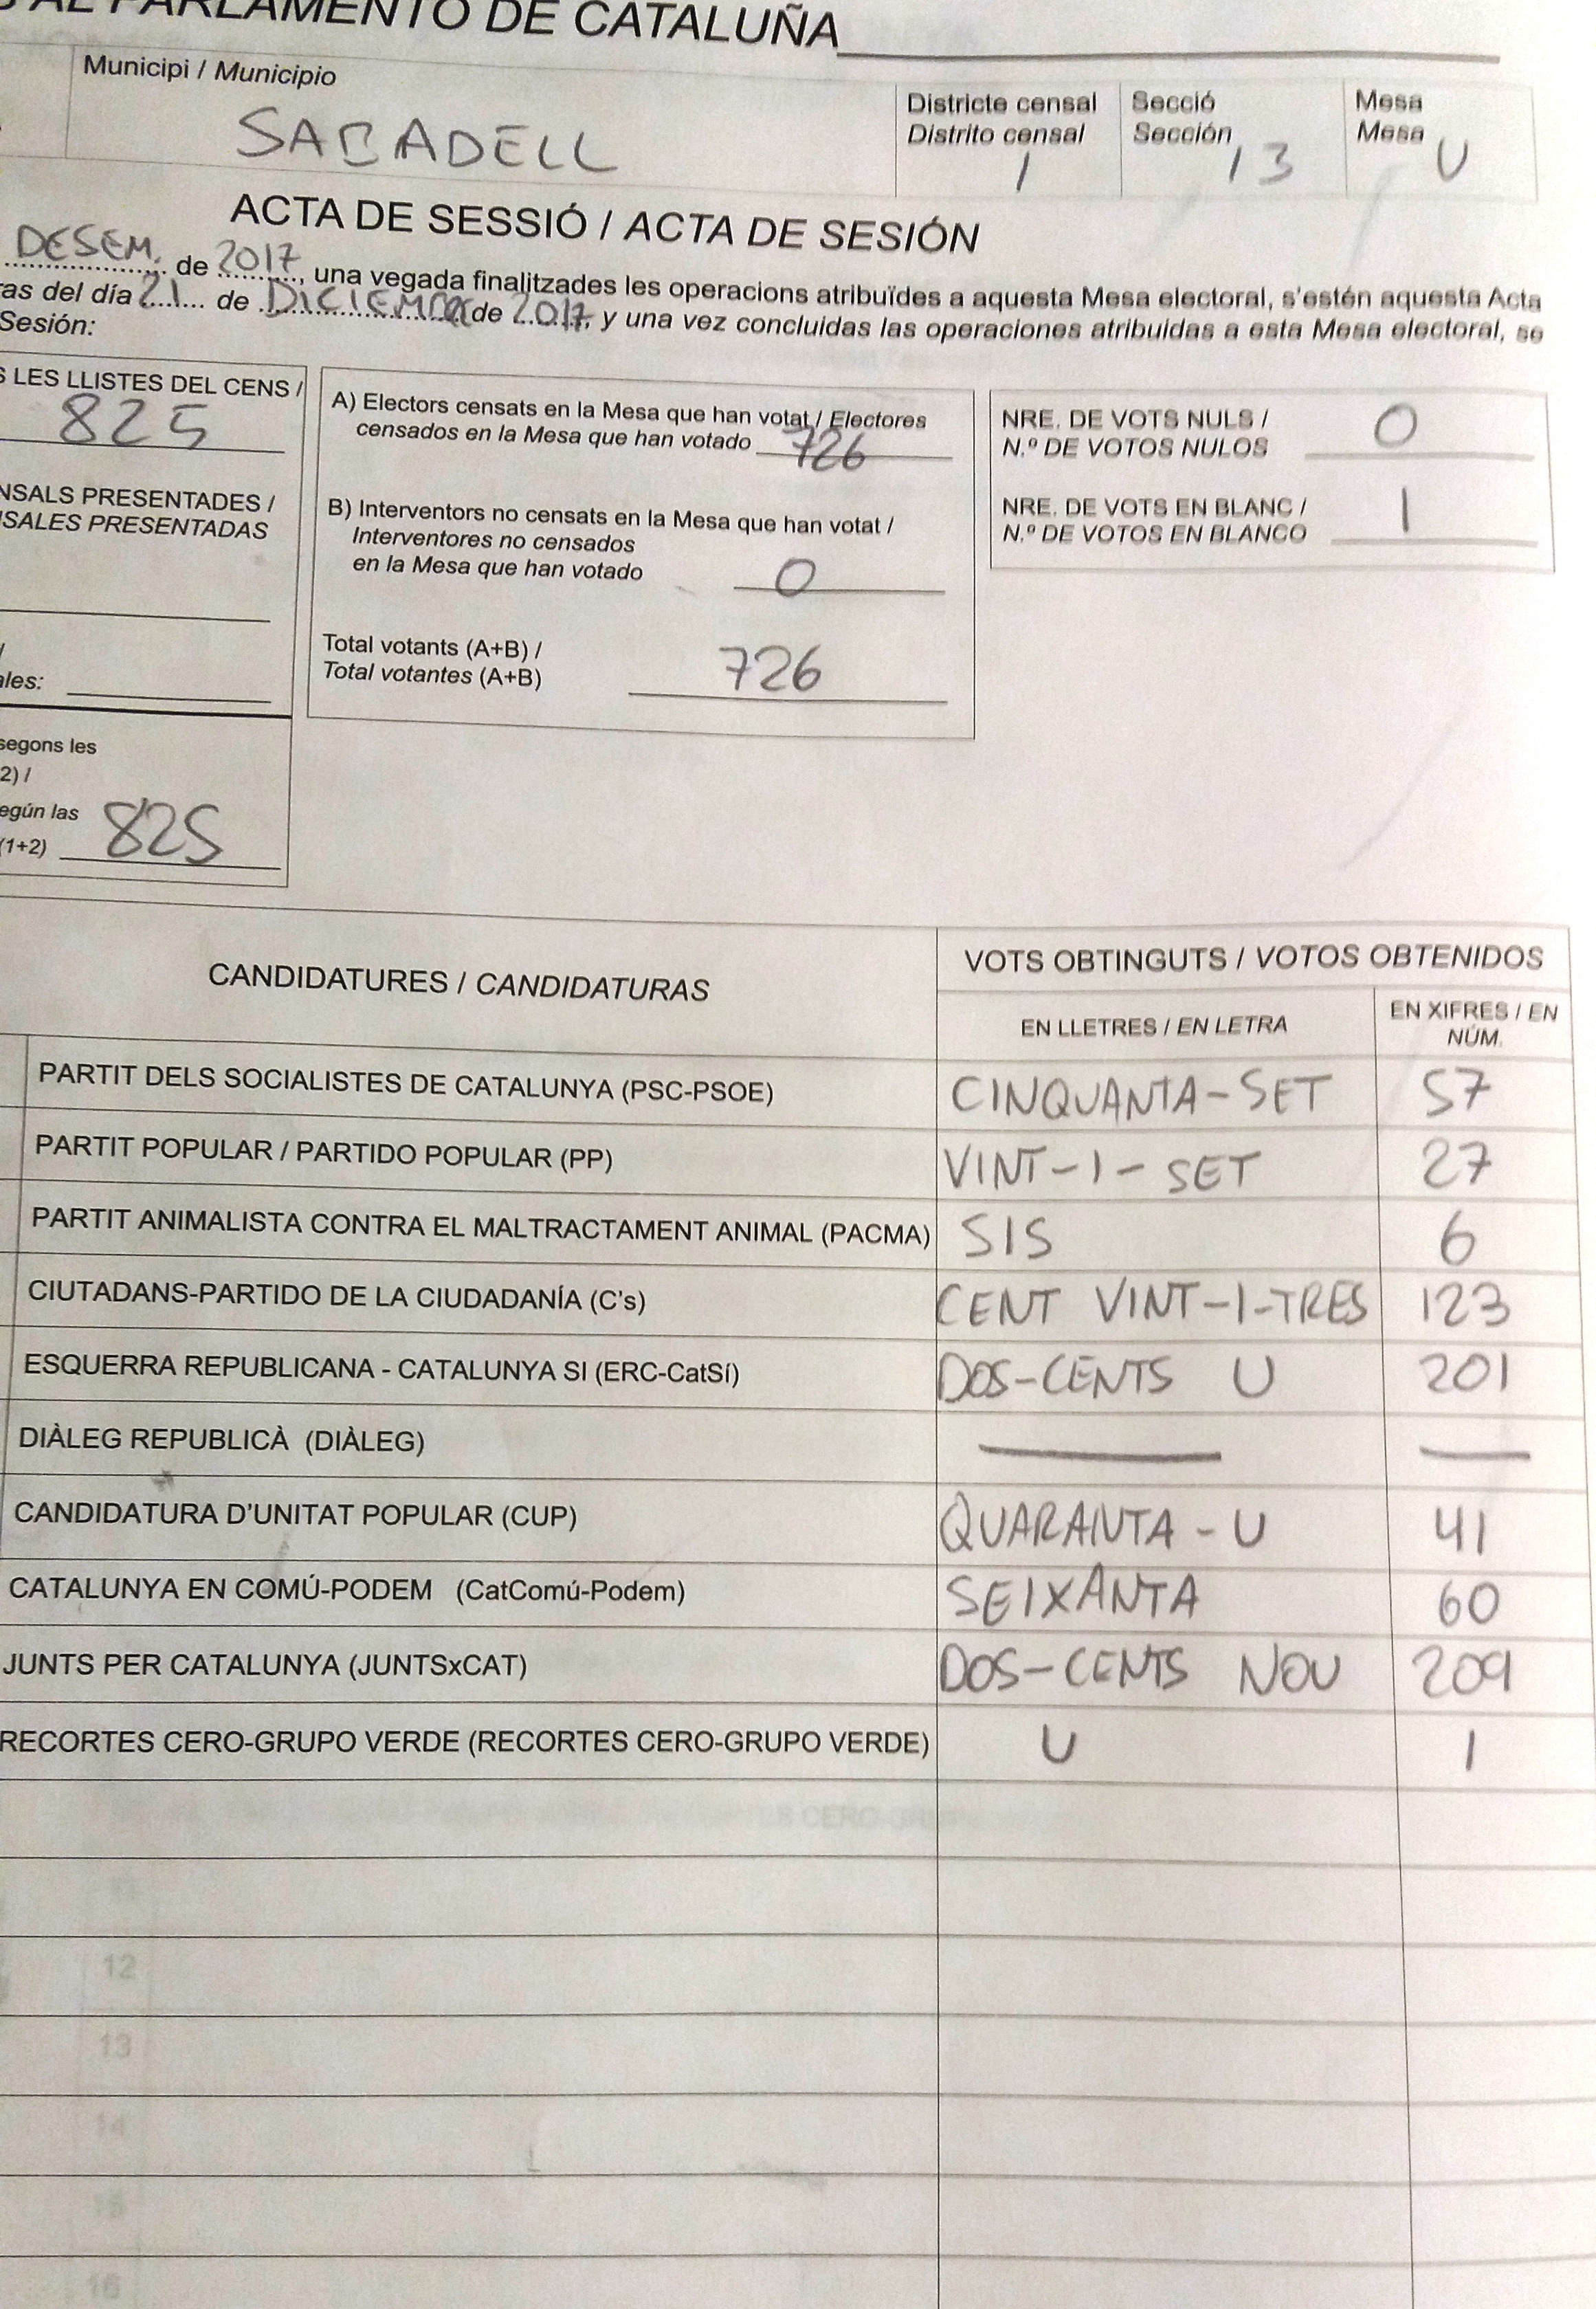 AL PARLAMENTO DE CATALUÑA
Municipi / Municipio
SABADELL
Districte censal
Distrito censal
1
Secció
Sección
13
Mesa
Mesa
U
ACTA DE SESSIÓ / ACTA DE SESIÓN
DESEM. de 2017, una vegada finalitzades les operacions atribuïdes a aquesta Mesa electoral, s'estén aquesta Acta
ras del día 21 de DICIEMBRE de 2017, y una vez concluidas las operaciones atribuidas a esta Mesa electoral, se
Sesión:
S LES LLISTES DEL CENS /
825
NSALS PRESENTADES /
SALES PRESENTADAS
/
ales:
segons les
2) /
egún las
(1+2) 825
A) Electors censats en la Mesa que han votat / Electores
censados en la Mesa que han votado 726
B) Interventors no censats en la Mesa que han votat /
Interventores no censados
en la Mesa que han votado 0
Total votants (A+B) /
Total votantes (A+B) 726
NRE. DE VOTS NULS /
N.º DE VOTOS NULOS 0
NRE. DE VOTS EN BLANC /
N.º DE VOTOS EN BLANCO 1
CANDIDATURES / CANDIDATURAS
VOTS OBTINGUTS / VOTOS OBTENIDOS
EN LLETRES / EN LETRA
EN XIFRES / EN
NÚM.
PARTIT DELS SOCIALISTES DE CATALUNYA (PSC-PSOE) CINQUANTA-SET 57
PARTIT POPULAR / PARTIDO POPULAR (PP) VINT-I-SET 27
PARTIT ANIMALISTA CONTRA EL MALTRACTAMENT ANIMAL (PACMA) SIS 6
CIUTADANS-PARTIDO DE LA CIUDADANÍA (C's) CENT VINT-I-TRES 123
ESQUERRA REPUBLICANA - CATALUNYA SI (ERC-CatSí) DOS-CENTS U 201
DIÀLEG REPUBLICÀ (DIÀLEG) — —
CANDIDATURA D'UNITAT POPULAR (CUP) QUARANTA-U 41
CATALUNYA EN COMÚ-PODEM (CatComú-Podem) SEIXANTA 60
JUNTS PER CATALUNYA (JUNTSxCAT) DOS-CENTS NOU 209
RECORTES CERO-GRUPO VERDE (RECORTES CERO-GRUPO VERDE) U 1
12
13
14
15
16